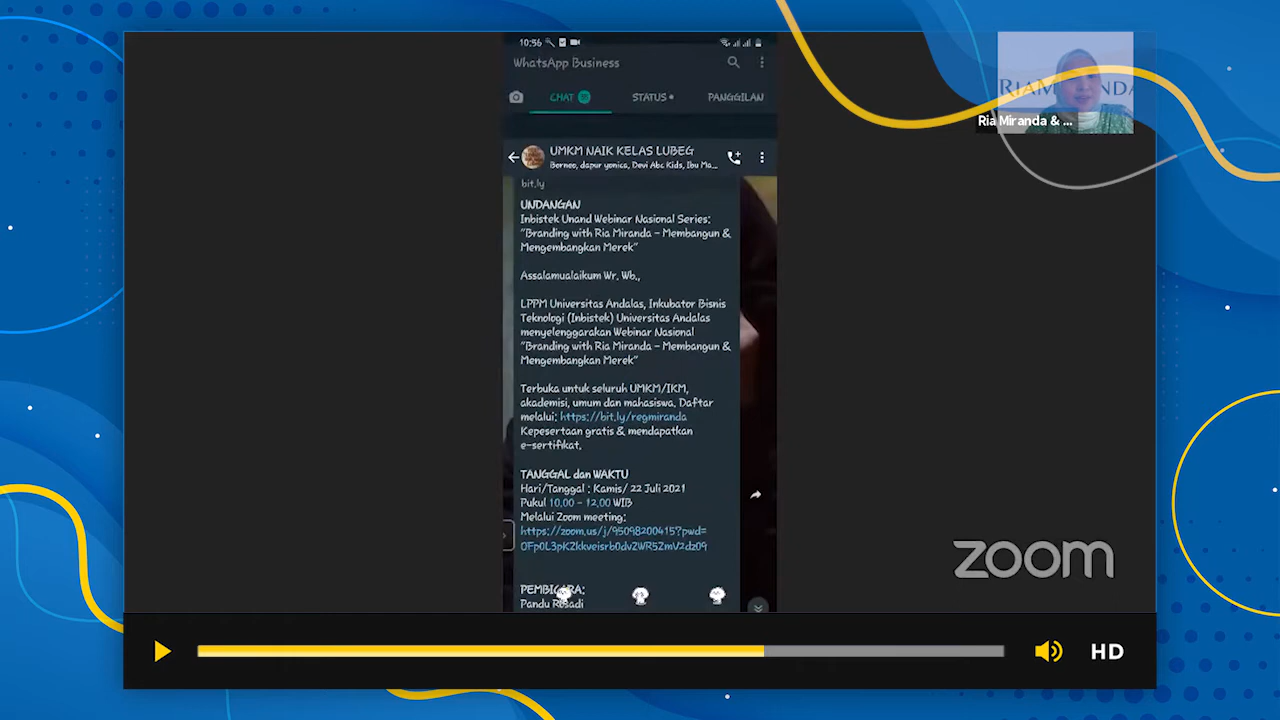 10:56
WhatsApp Business
CHAT
STATUS
PANGGILAN
RIAMIRANDA
Ria Miranda & ...
UMKM NAIK KELAS LUBEG
Borneo, dapur yonica, Devi Abc Kids, Ibu Ma...
bit.ly
UNDANGAN
Inbistek Unand Webinar Nasional Series:
"Branding with Ria Miranda - Membangun &
Mengembangkan Merek"
Assalamualaikum Wr. Wb.,
LPPM Universitas Andalas, Inkubator Bisnis
Teknologi (Inbistek) Universitas Andalas
menyelenggarakan Webinar Nasional
"Branding with Ria Miranda - Membangun &
Mengembangkan Merek"
Terbuka untuk seluruh UMKM/IKM,
akademisi, umum dan mahasiswa. Daftar
melalui: https://bit.ly/regmiranda
Kepesertaan gratis & mendapatkan
e-sertifikat.
TANGGAL dan WAKTU
Hari/Tanggal : Kamis/ 22 Juli 2021
Pukul 10.00 - 12.00 WIB
Melalui Zoom meeting:
https://zoom.us/j/95098200415?pwd=
PEMBICARA:
Pandu Rosadi
zoom
HD